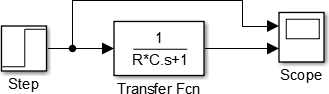 1
R*C.s+1
Step
Transfer Fcn
Scope